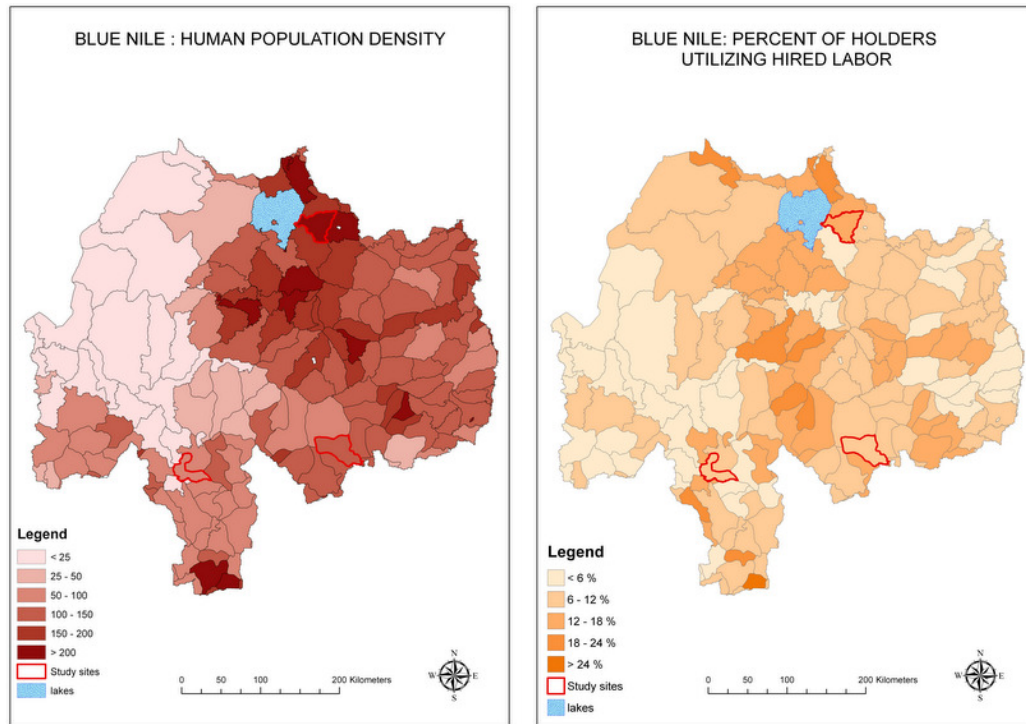 BLUE NILE : HUMAN POPULATION DENSITY
Legend
< 25
25 - 50
50 - 100
100 - 150
150 - 200
> 200
Study sites
lakes
0 50 100 200 Kilometers
N
W E
S
BLUE NILE: PERCENT OF HOLDERS
UTILIZING HIRED LABOR
Legend
< 6 %
6 - 12 %
12 - 18 %
18 - 24 %
> 24 %
Study sites
lakes
0 50 100 200 Kilometers
N
W E
S